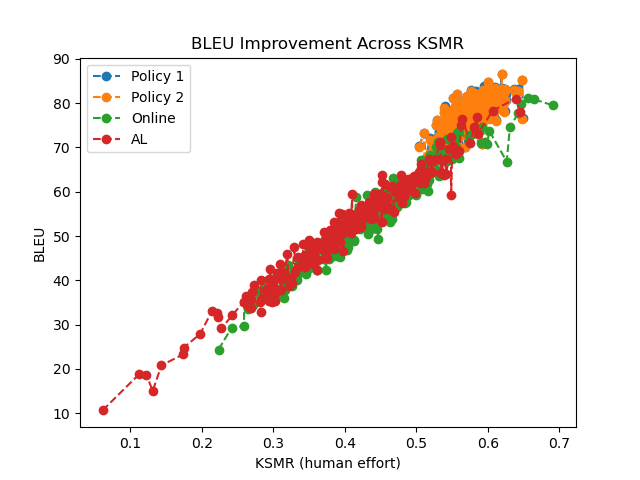 BLEU Improvement Across KSMR
Policy 1
Policy 2
Online
AL
BLEU
90
80
70
60
50
40
30
20
10
0.1 0.2 0.3 0.4 0.5 0.6 0.7
KSMR (human effort)